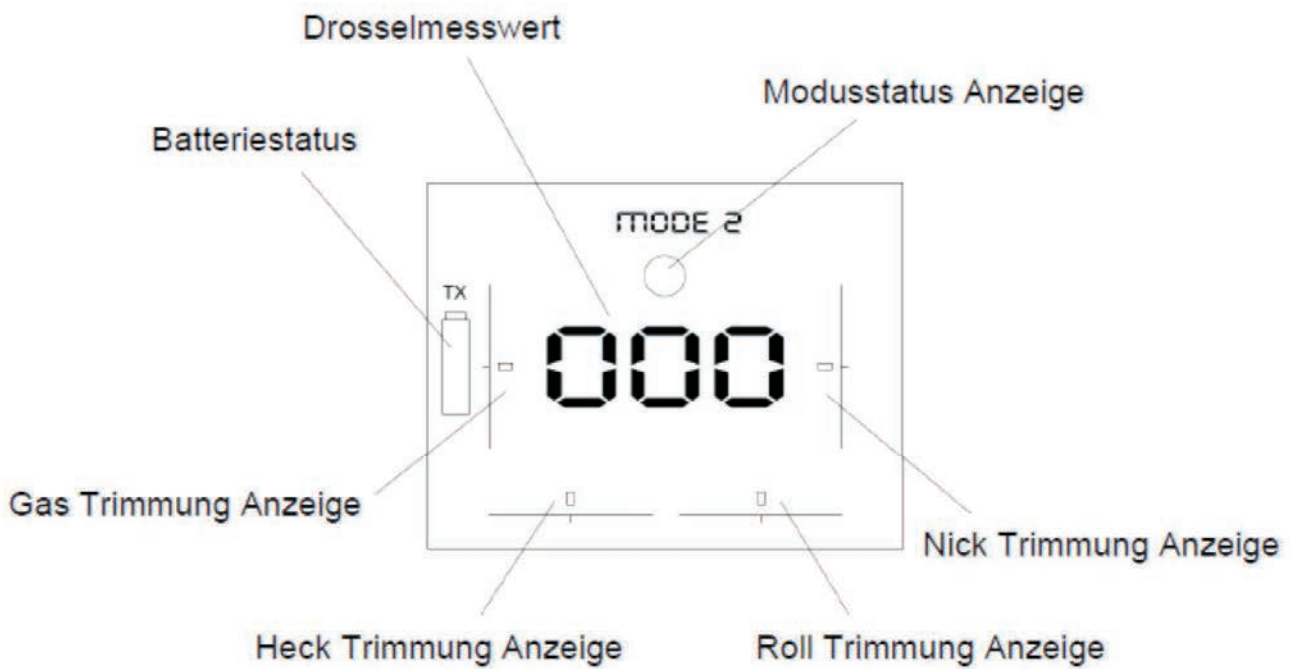 Drosselmesswert
Modusstatus Anzeige
Batteriestatus
MODE 2
TX
000
Gas Trimmung Anzeige
Nick Trimmung Anzeige
Heck Trimmung Anzeige
Roll Trimmung Anzeige